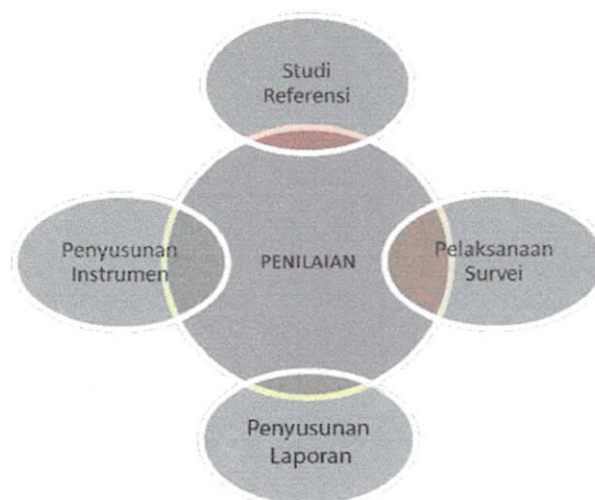 Studi
Referensi
Penyusunan
Instrumen
PENILAIAN
Pelaksanaan
Survei
Penyusunan
Laporan